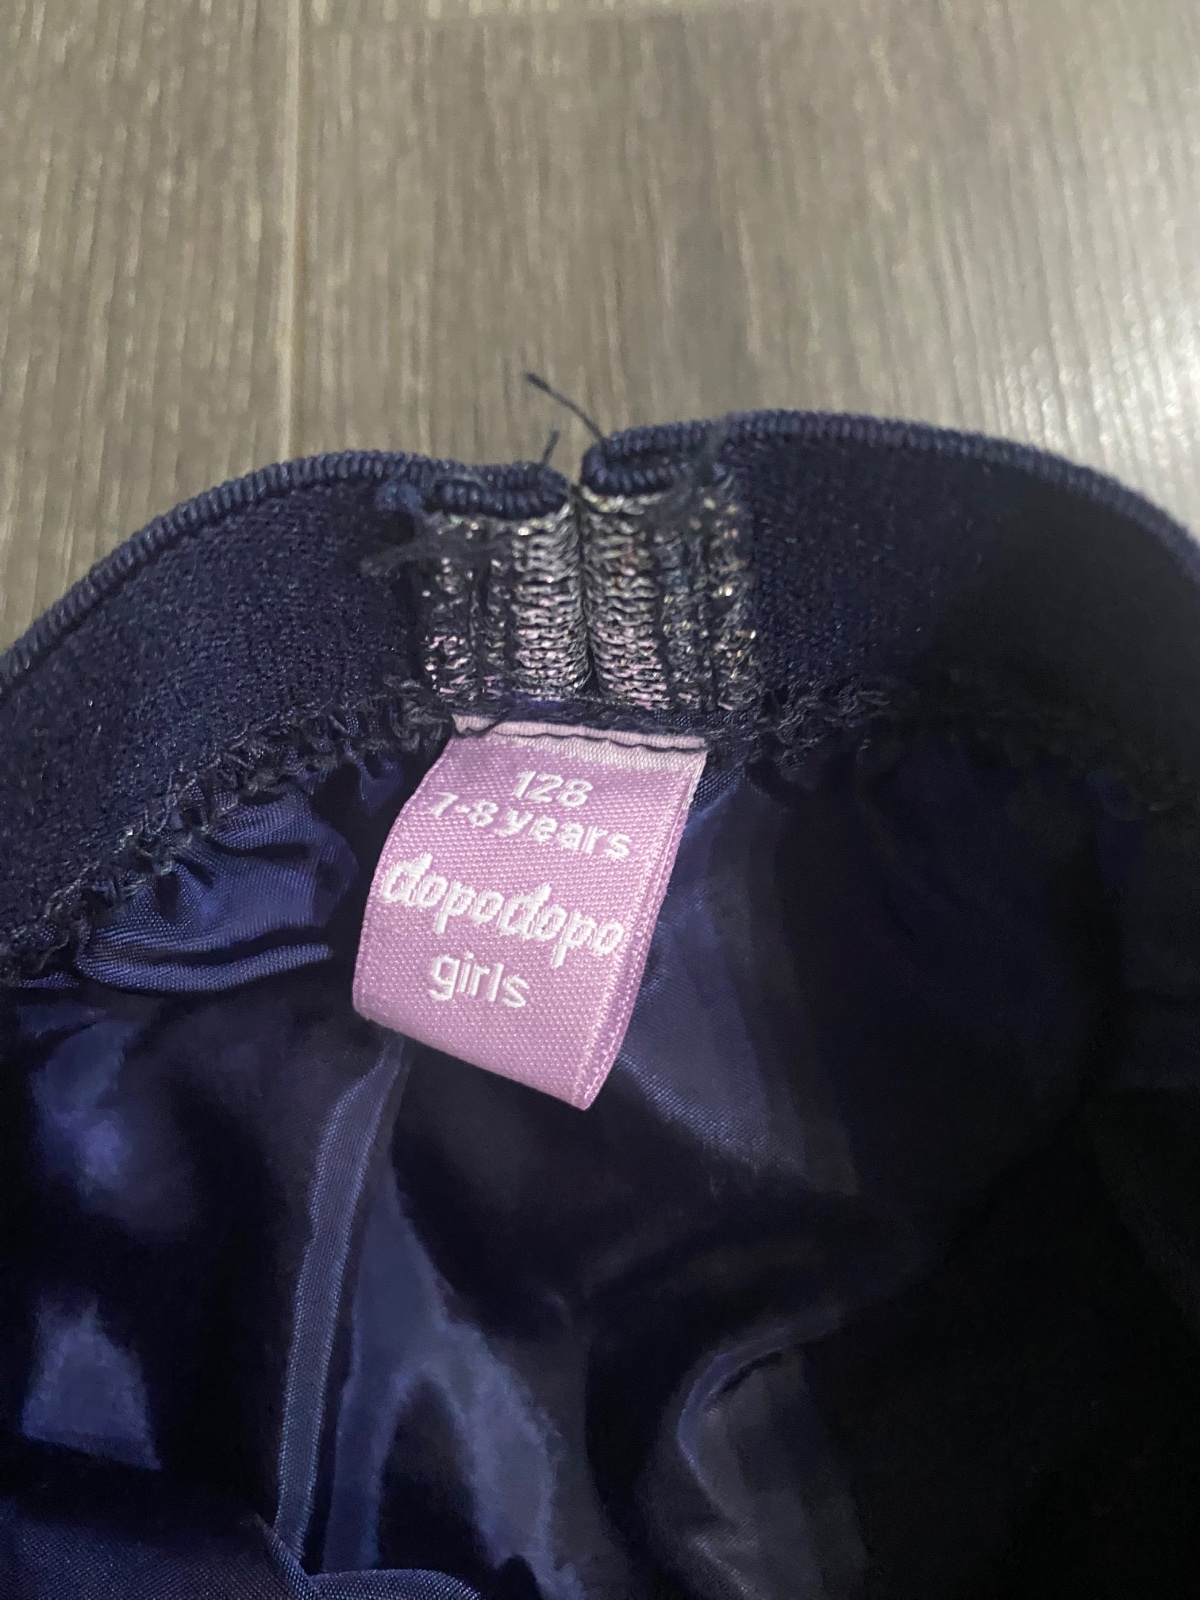 128
7-8 years
dopodopo
girls